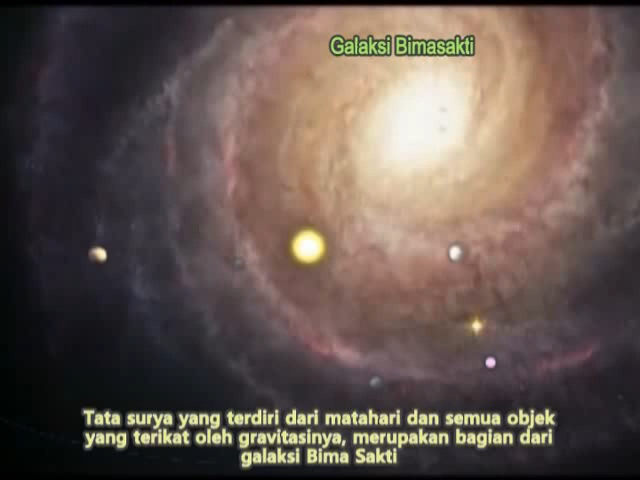 Galaksi Bimasakti
Tata surya yang terdiri dari matahari dan semua objek
yang terikat oleh gravitasinya, merupakan bagian dari
galaksi Bima Sakti